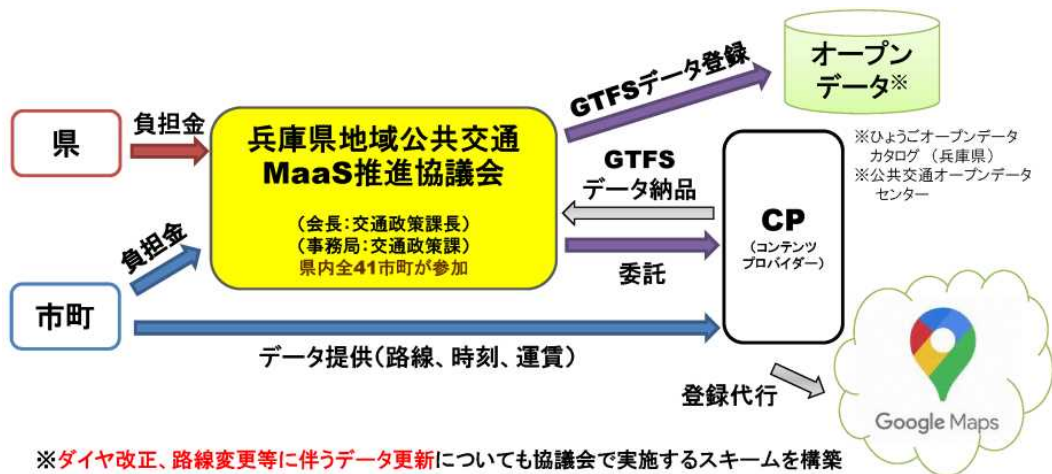 県
負担金
兵庫県地域公共交通
MaaS推進協議会
（会長：交通政策課長）
（事務局：交通政策課）
県内全41市町が参加
GTFSデータ登録
オープン
データ※
※ひょうごオープンデータ
カタログ （兵庫県）
※公共交通オープンデータ
センター
GTFS
データ納品
委託
CP
（コンテンツ
プロバイダー）
負担金
市町
データ提供（路線、時刻、運賃）
登録代行
Google Maps
※ダイヤ改正、路線変更等に伴うデータ更新についても協議会で実施するスキームを構築